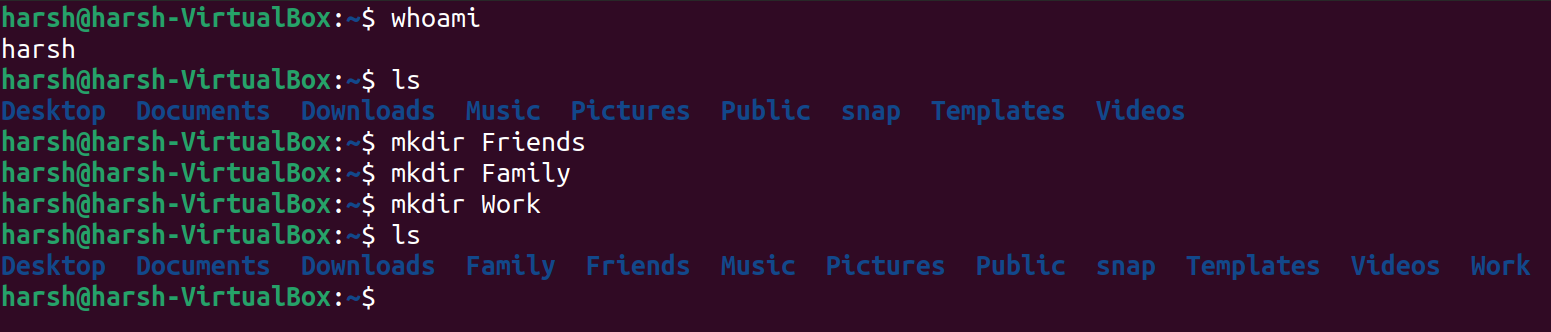 harsh@harsh-VirtualBox:~$ whoami
harsh
harsh@harsh-VirtualBox:~$ ls
Desktop  Documents  Downloads  Music  Pictures  Public  snap  Templates  Videos
harsh@harsh-VirtualBox:~$ mkdir Friends
harsh@harsh-VirtualBox:~$ mkdir Family
harsh@harsh-VirtualBox:~$ mkdir Work
harsh@harsh-VirtualBox:~$ ls
Desktop  Documents  Downloads  Family  Friends  Music  Pictures  Public  snap  Templates  Videos  Work
harsh@harsh-VirtualBox:~$